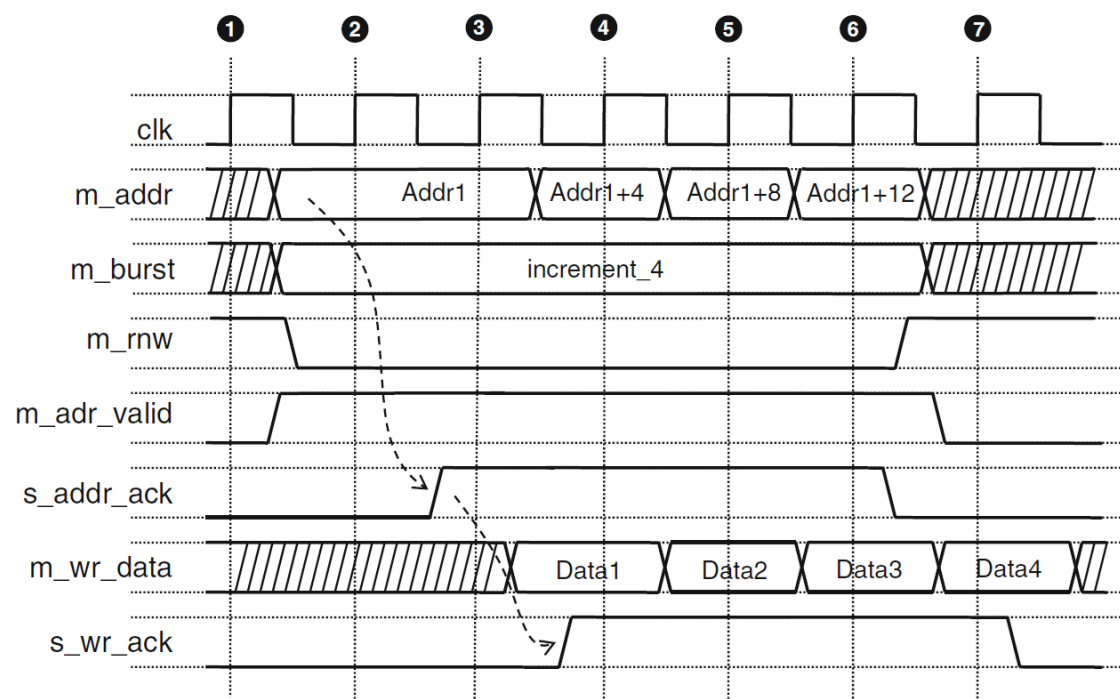 1 2 3 4 5 6 7
clk
m_addr Addr1 Addr1+4 Addr1+8 Addr1+12
m_burst increment_4
m_rnw
m_adr_valid
s_addr_ack
m_wr_data Data1 Data2 Data3 Data4
s_wr_ack